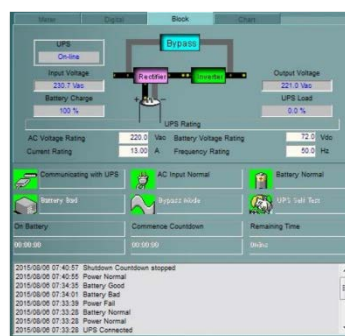 Meter Digital Block Chart
UPS
On-line
Bypass
Input Voltage
230.7 Vac
Rectifier Inverter
Output Voltage
221.0 Vac
Battery Charge
100 %
UPS Load
0.0 %
UPS Rating
AC Voltage Rating 220.0 Vac Battery Voltage Rating 72.0 Vdc
Current Rating 13.00 A Frequency Rating 50.0 Hz
Communicating with UPS AC Input Normal Battery Normal
Battery Bad Bypass Mode UPS Self Test
On Battery Commence Countdown Remaining Time
00:00:00 00:00:00
2015/08/06 07:40:57 Shutdown Countdown stopped
2015/08/06 07:40:55 Power Normal
2015/08/06 07:34:35 Battery Good
2015/08/06 07:34:01 Battery Bad
2015/08/06 07:33:39 Power Fail
2015/08/06 07:33:28 Battery Normal
2015/08/06 07:33:28 Power Normal
2015/08/06 07:33:28 UPS Connected